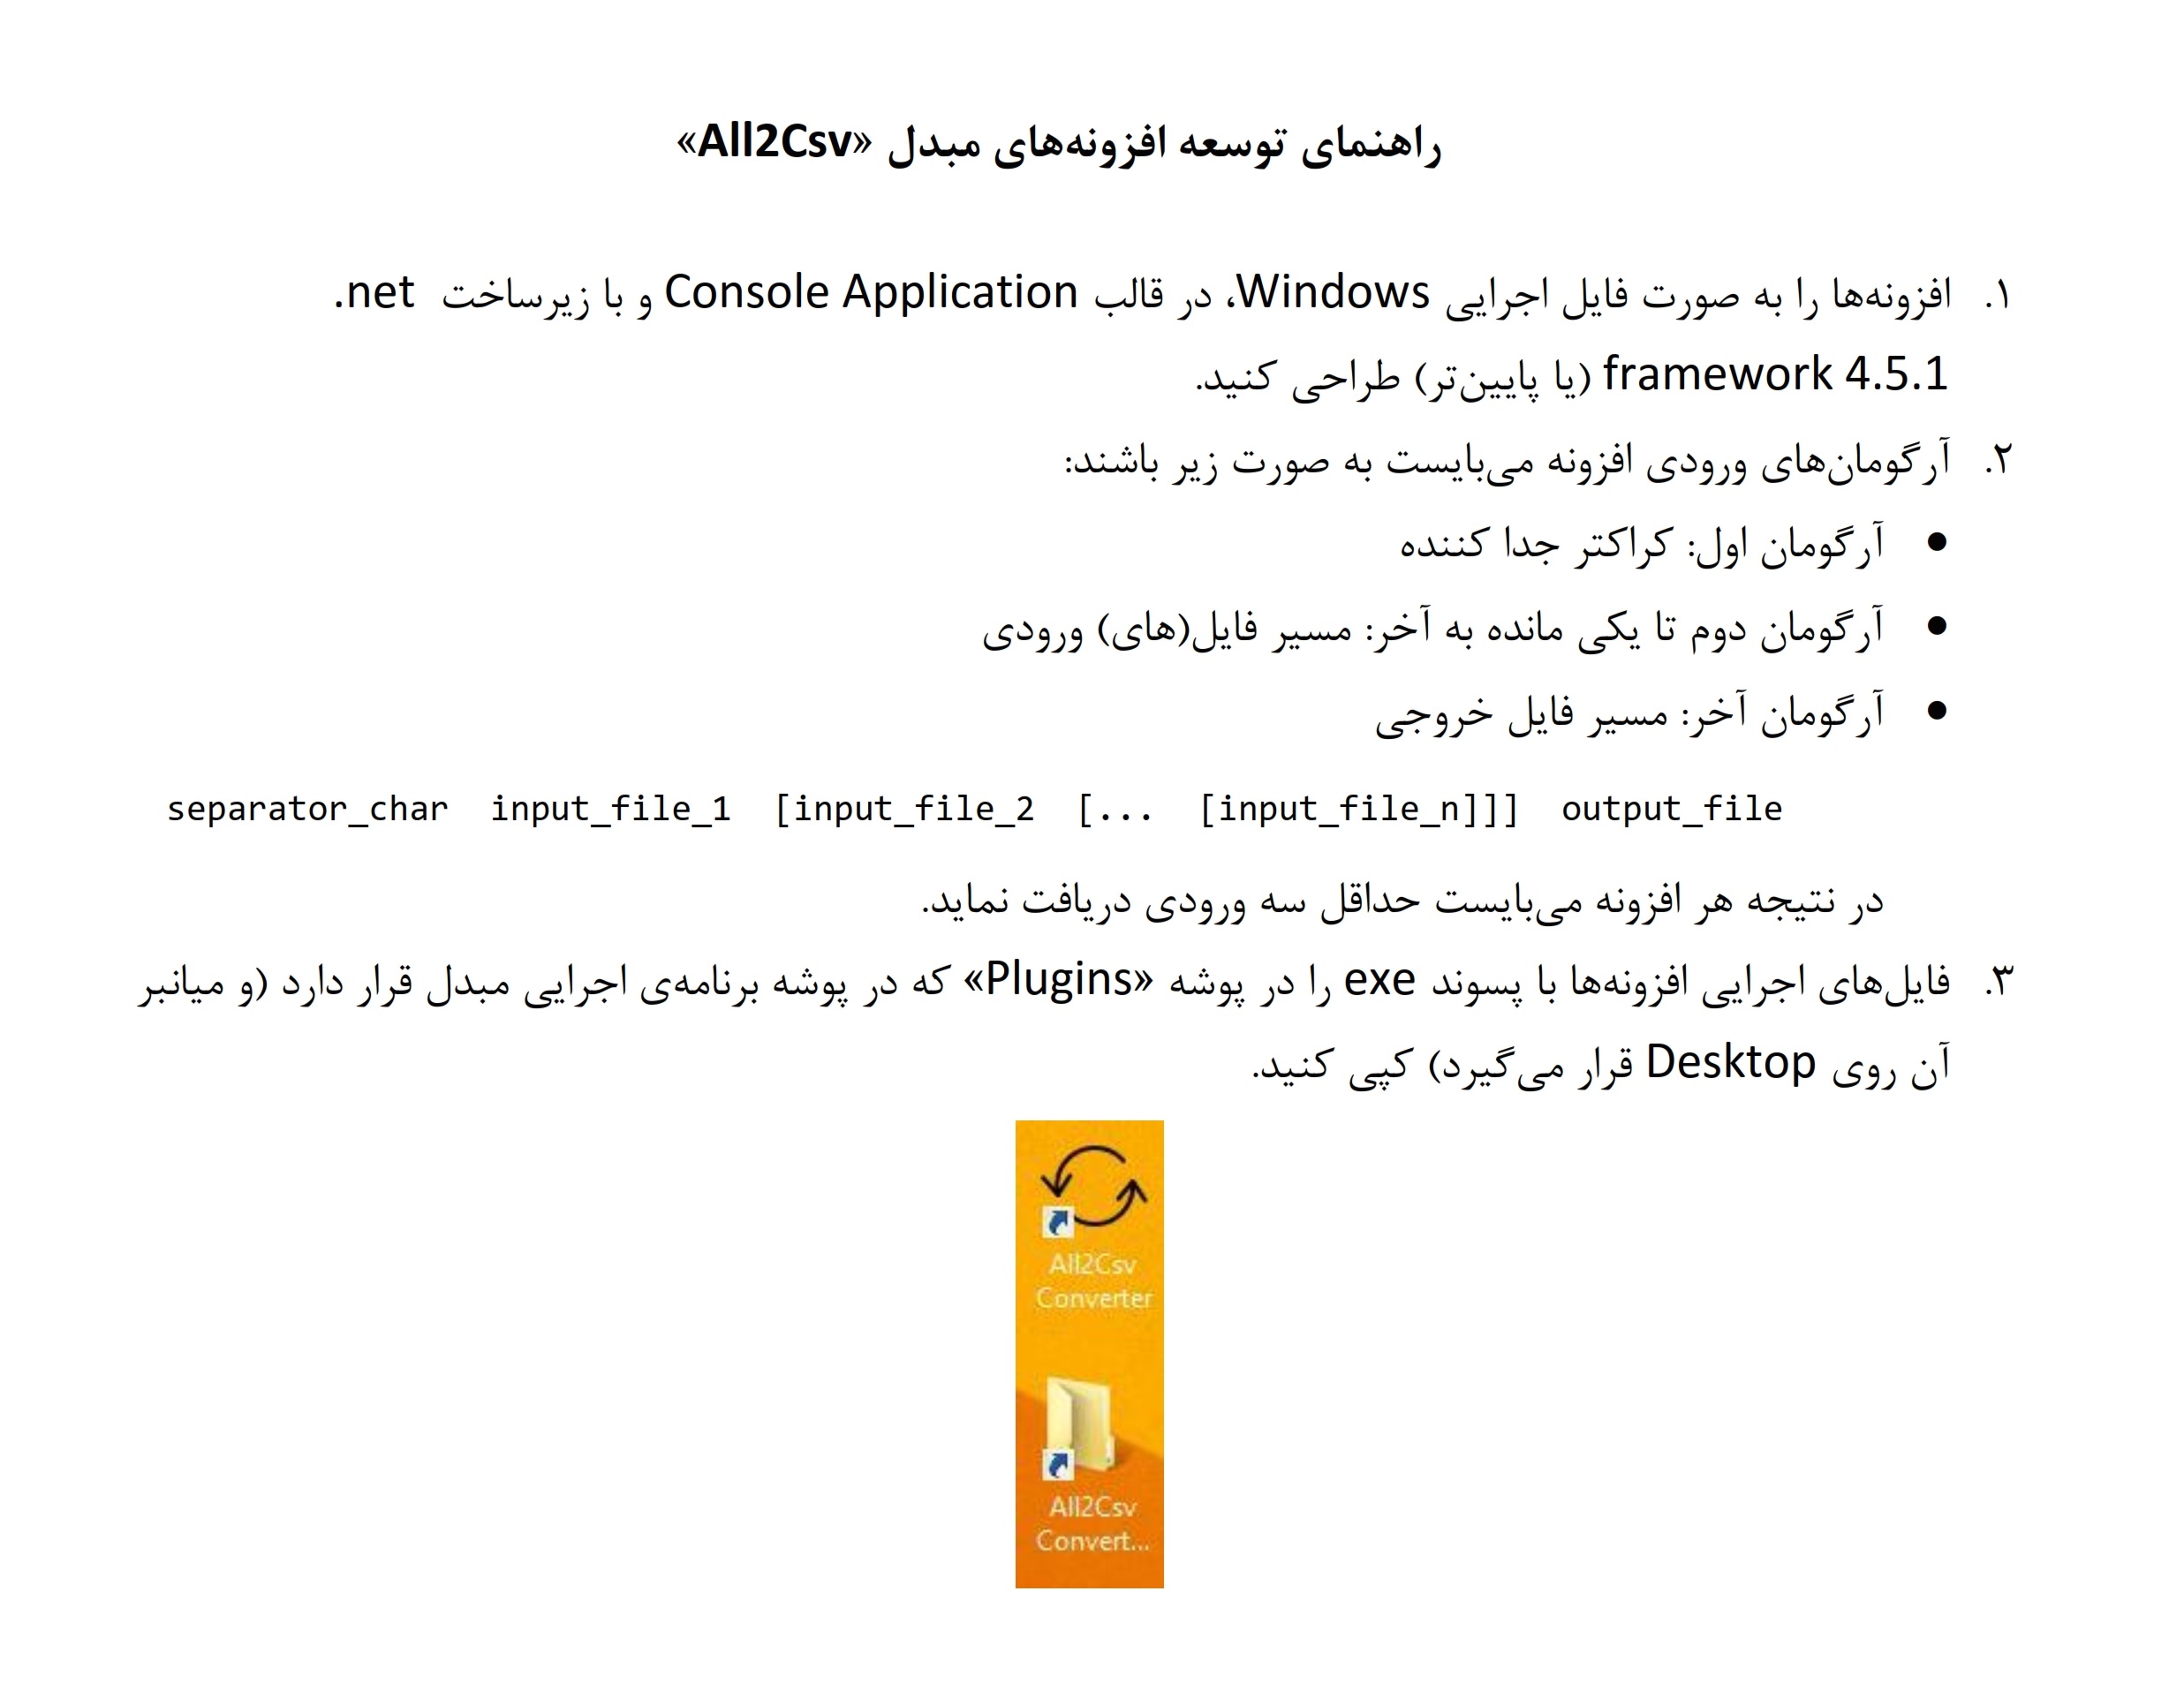 راهنمای توسعه افزونه‌های مبدل «All2Csv»
۱. افزونه‌ها را به صورت فایل اجرایی Windows، در قالب Console Application و با زیرساخت .net
framework 4.5.1 (یا پایین‌تر) طراحی کنید.
۲. آرگومان‌های ورودی افزونه می‌بایست به صورت زیر باشند:
• آرگومان اول: کراکتر جدا کننده
• آرگومان دوم تا یکی مانده به آخر: مسیر فایل(های) ورودی
• آرگومان آخر: مسیر فایل خروجی
separator_char input_file_1 [input_file_2 [... [input_file_n]]] output_file
در نتیجه هر افزونه می‌بایست حداقل سه ورودی دریافت نماید.
۳. فایل‌های اجرایی افزونه‌ها با پسوند exe را در پوشه «Plugins» که در پوشه برنامه‌ی اجرایی مبدل قرار دارد (و میانبر
آن روی Desktop قرار می‌گیرد) کپی کنید.
All2Csv
Converter
All2Csv
Convert...